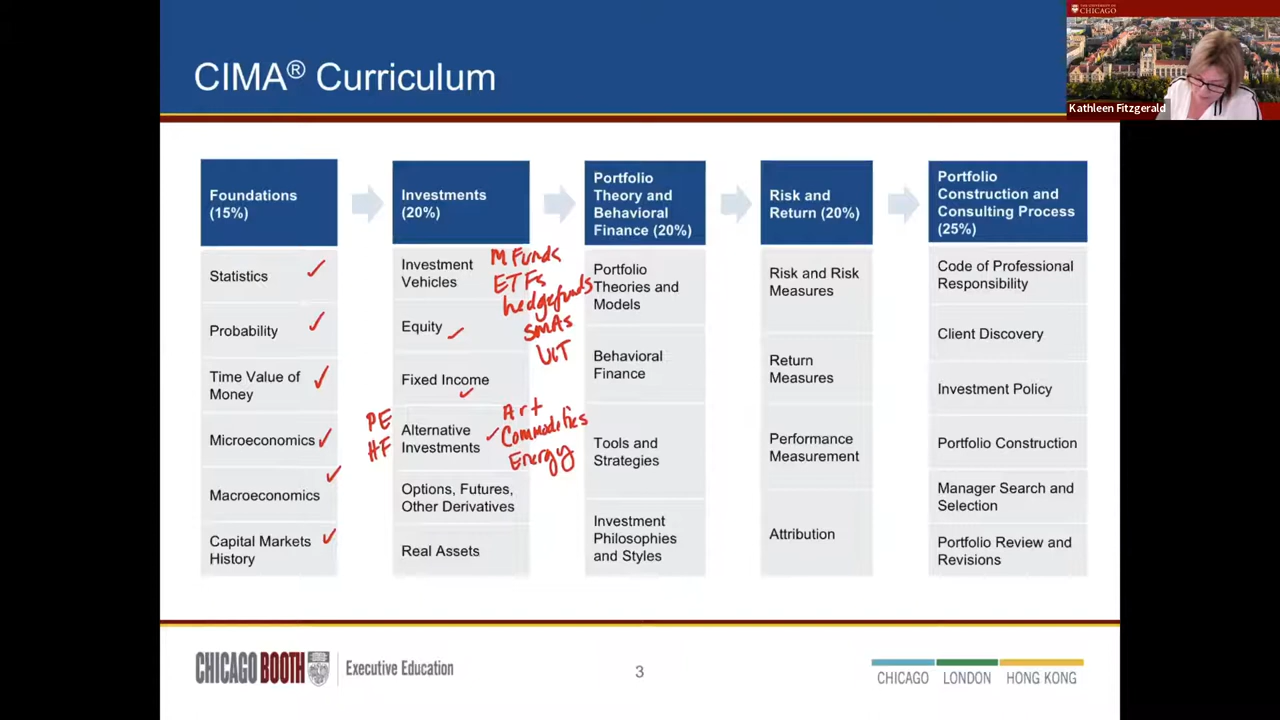 THE UNIVERSITY OF
CHICAGO
Kathleen Fitzgerald
CIMA® Curriculum
Foundations
(15%)
Statistics
Probability
Time Value of
Money
Microeconomics
Macroeconomics
Capital Markets
History
Investments
(20%)
Investment
Vehicles
M Funds
ETFs
hedgefunds
SMAs
UIT
Equity
Fixed Income
PE
HF
Alternative
Investments
Art
Commodities
Energy
Options, Futures,
Other Derivatives
Real Assets
Portfolio
Theory and
Behavioral
Finance (20%)
Portfolio
Theories and
Models
Behavioral
Finance
Tools and
Strategies
Investment
Philosophies
and Styles
Risk and
Return (20%)
Risk and Risk
Measures
Return
Measures
Performance
Measurement
Attribution
Portfolio
Construction and
Consulting Process
(25%)
Code of Professional
Responsibility
Client Discovery
Investment Policy
Portfolio Construction
Manager Search and
Selection
Portfolio Review and
Revisions
CHICAGO BOOTH Executive Education
3
CHICAGO LONDON HONG KONG